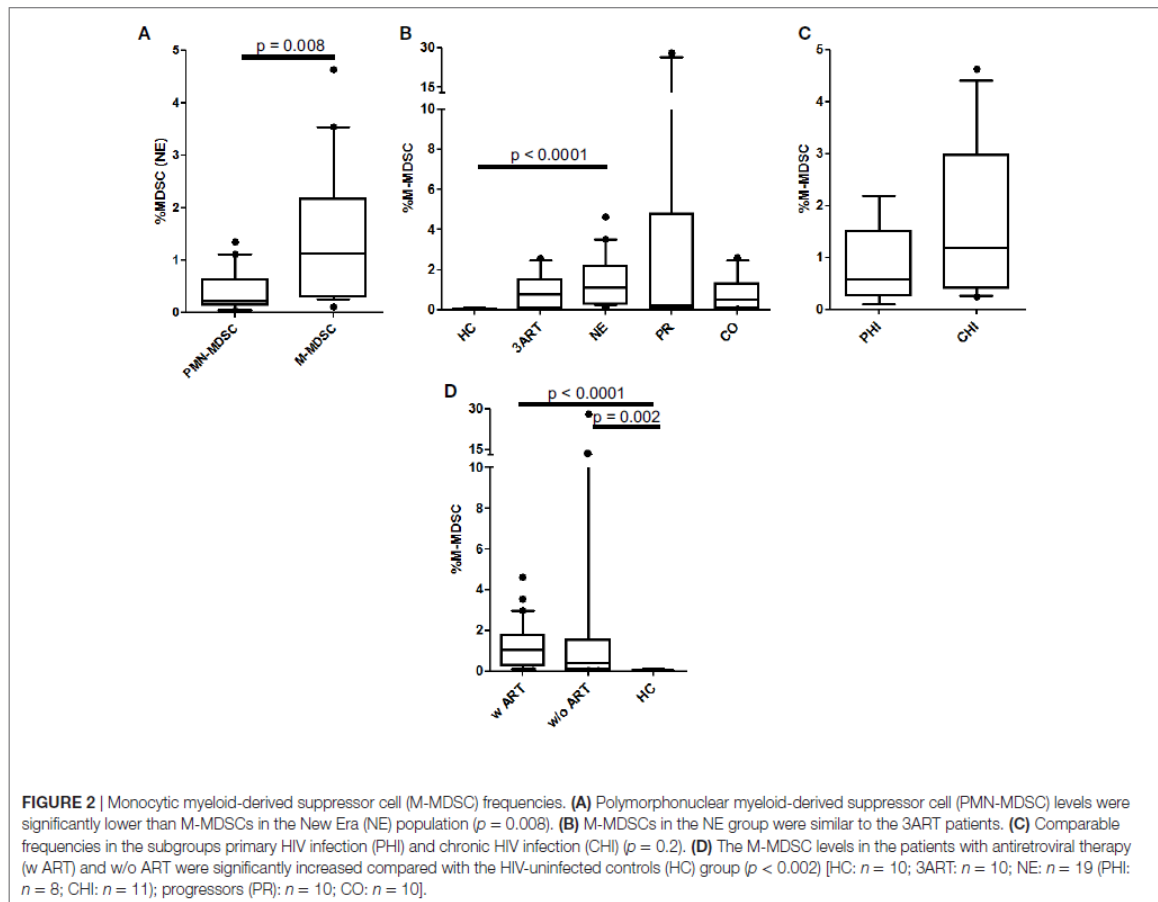 A
p = 0.008
5
4
3
2
1
0
%MDSC (NE)
PMN-MDSC
M-MDSC
B
30
15
10
8
6
4
2
0
%M-MDSC
p < 0.0001
HC
3ART
NE
PR
CO
C
5
4
3
2
1
0
%M-MDSC
PHI
CHI
D
p < 0.0001
p = 0.002
30
15
10
8
6
4
2
0
%M-MDSC
w ART
w/o ART
HC
FIGURE 2 | Monocytic myeloid-derived suppressor cell (M-MDSC) frequencies. (A) Polymorphonuclear myeloid-derived suppressor cell (PMN-MDSC) levels were
significantly lower than M-MDSCs in the New Era (NE) population (p = 0.008). (B) M-MDSCs in the NE group were similar to the 3ART patients. (C) Comparable
frequencies in the subgroups primary HIV infection (PHI) and chronic HIV infection (CHI) (p = 0.2). (D) The M-MDSC levels in the patients with antiretroviral therapy
(w ART) and w/o ART were significantly increased compared with the HIV-uninfected controls (HC) group (p < 0.002) [HC: n = 10; 3ART: n = 10; NE: n = 19 (PHI:
n = 8; CHI: n = 11); progressors (PR): n = 10; CO: n = 10].